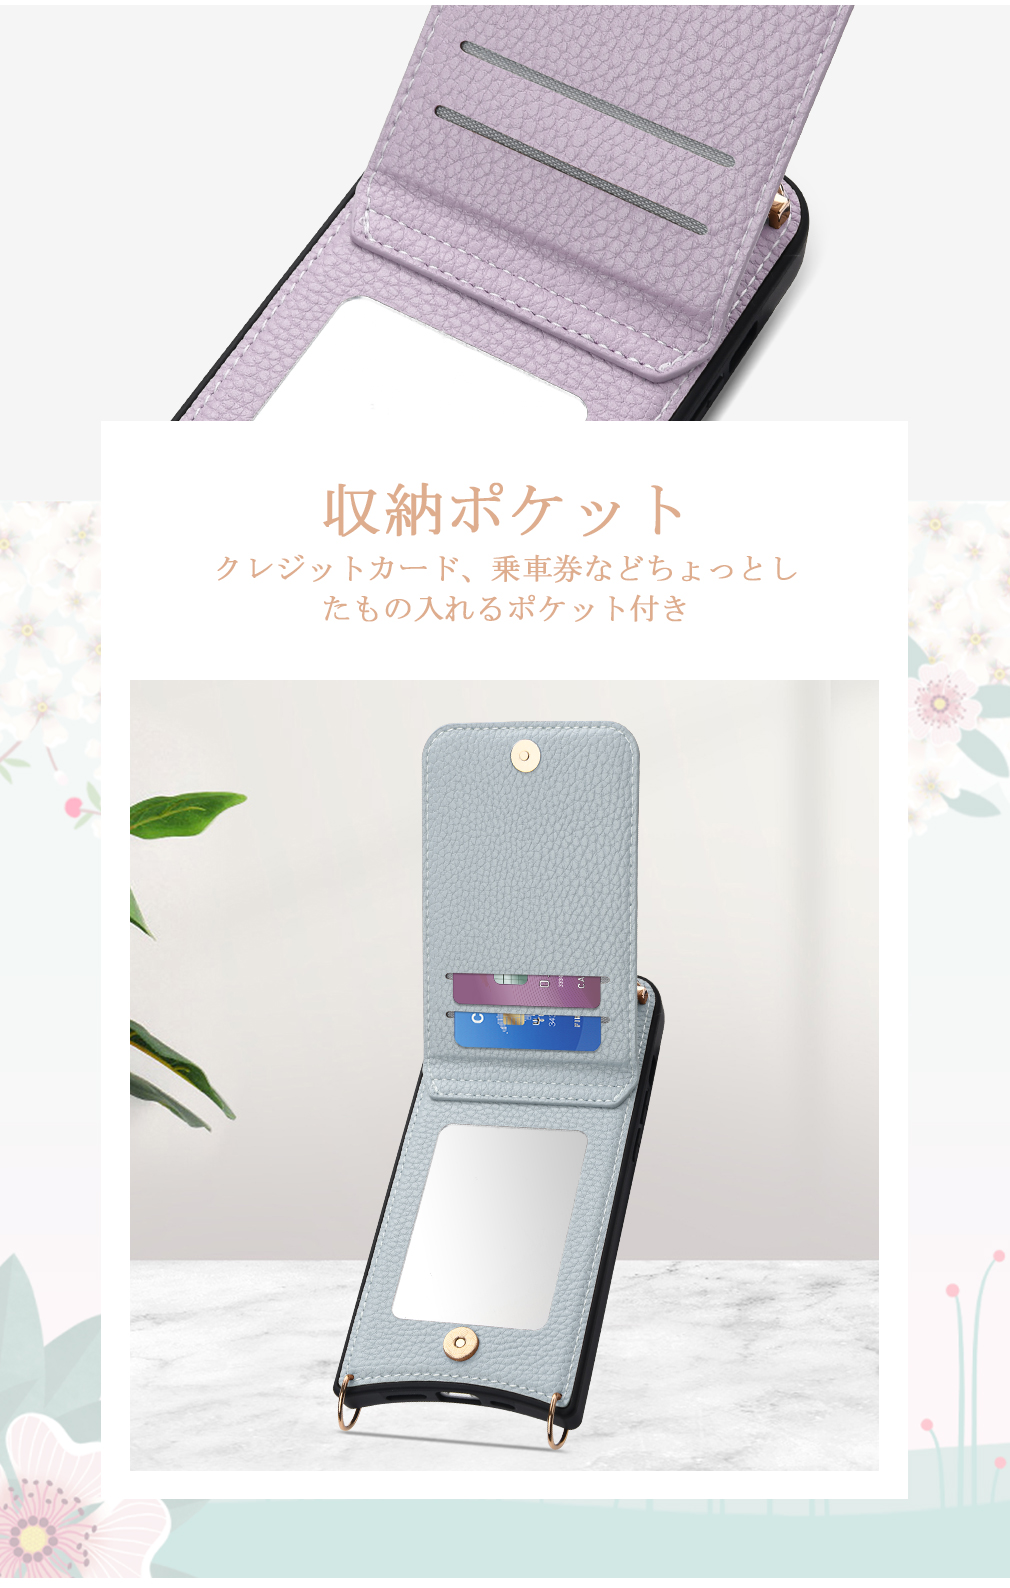 収納ポケット
クレジットカード、乗車券などちょっとし
たもの入れるポケット付き